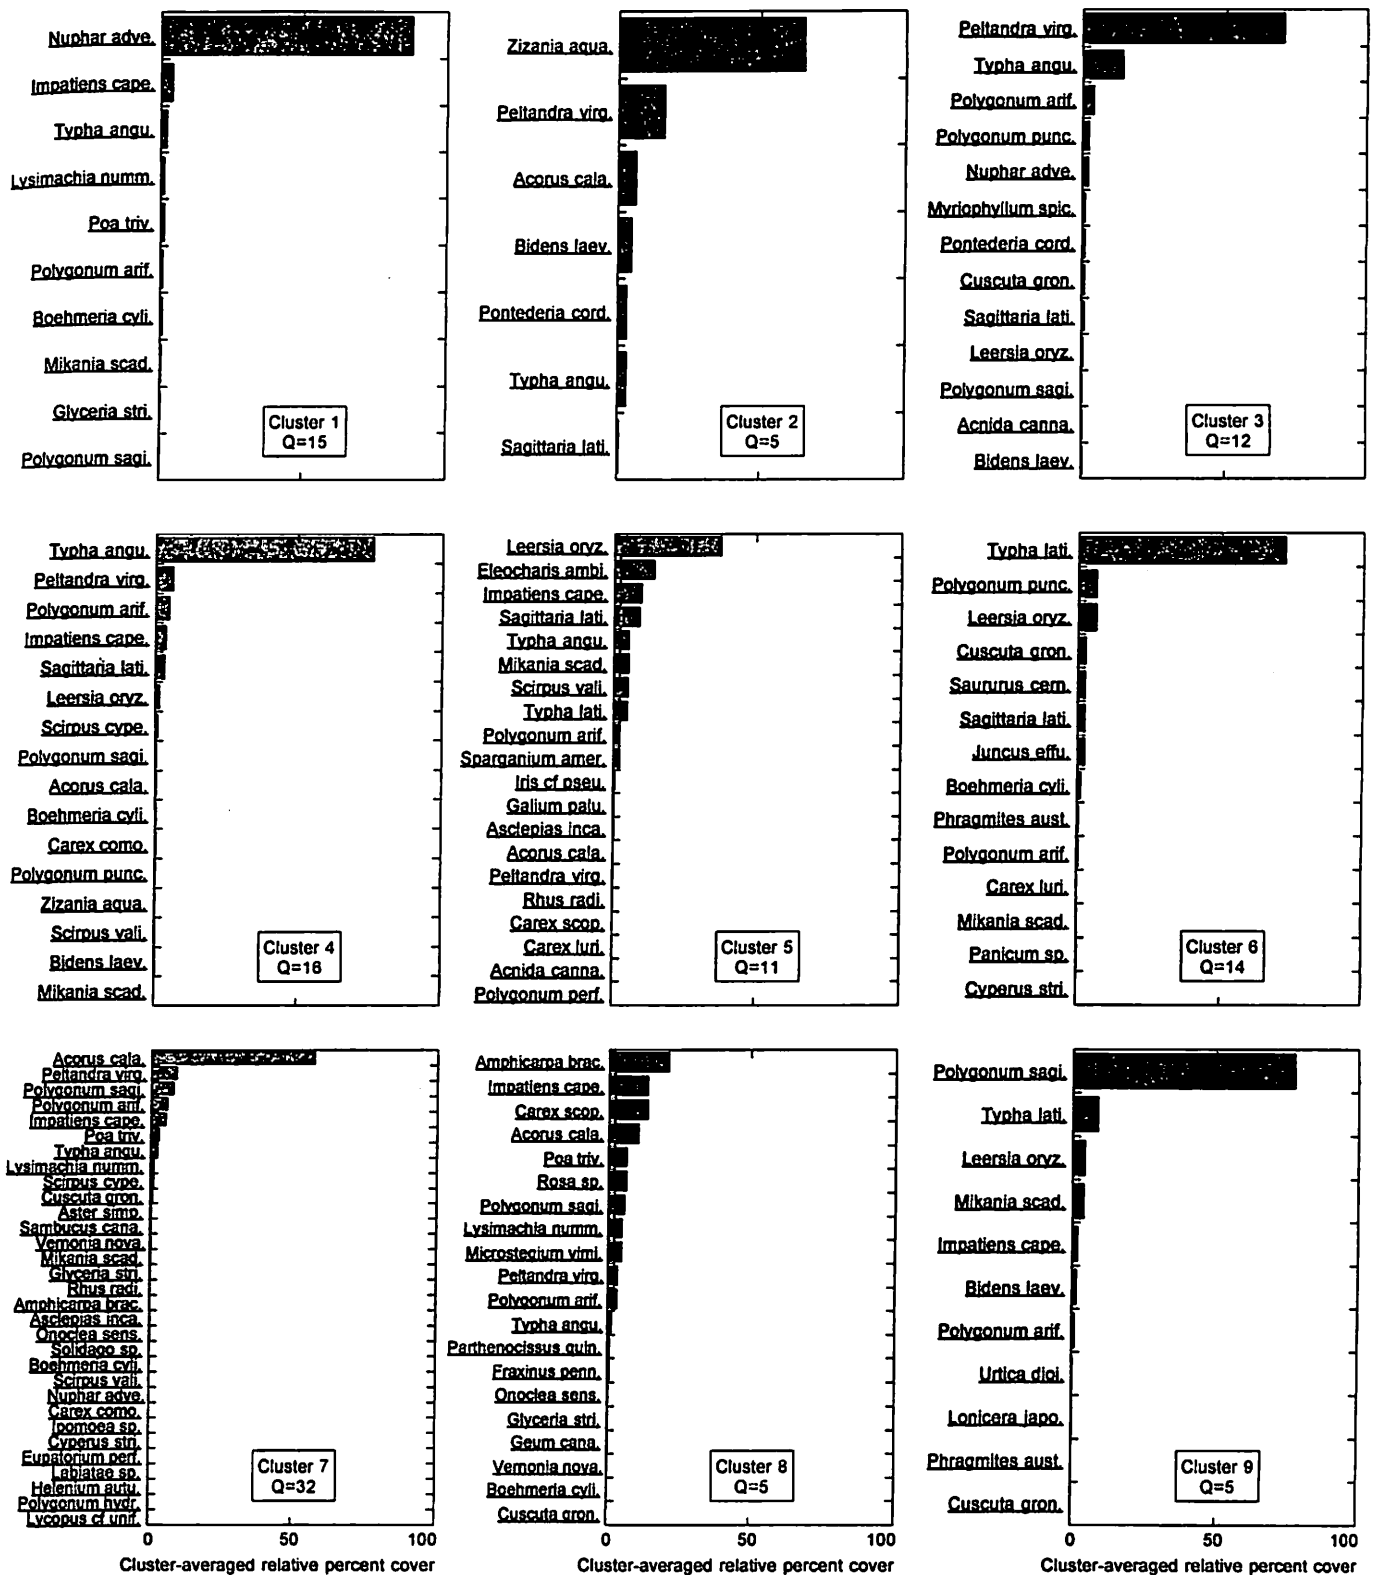 Nuphar adve.
Impatiens cape.
Typha angu.
Lysimachia numm.
Poa triv.
Polygonum arif.
Boehmeria cyli.
Mikania scad.
Glyceria stri.
Polygonum sagi.
Cluster 1
Q=15
Zizania aqua.
Peltandra virg.
Acorus cala.
Bidens laev.
Pontederia cord.
Typha angu.
Sagittaria lati.
Cluster 2
Q=5
Peltandra virg.
Typha angu.
Polygonum arif.
Polygonum punc.
Nuphar adve.
Myriophyllum spic.
Pontederia cord.
Cuscuta gron.
Sagittaria lati.
Leersia oryz.
Polygonum sagi.
Acnida canna.
Bidens laev.
Cluster 3
Q=12
Typha angu.
Peltandra virg.
Polygonum arif.
Impatiens cape.
Sagittaria lati.
Leersia oryz.
Scirpus cype.
Polygonum sagi.
Acorus cala.
Boehmeria cyli.
Carex como.
Polygonum punc.
Zizania aqua.
Scirpus vali.
Bidens laev.
Mikania scad.
Cluster 4
Q=16
Leersia oryz.
Eleocharis ambi.
Impatiens cape.
Sagittaria lati.
Typha angu.
Mikania scad.
Scirpus vali.
Typha lati.
Polygonum arif.
Sparganium amer.
Iris cf pseu.
Galium palu.
Asclepias inca.
Acorus cala.
Peltandra virg.
Rhus radi.
Carex scop.
Carex luri.
Acnida canna.
Polygonum perf.
Cluster 5
Q=11
Typha lati.
Polygonum punc.
Leersia oryz.
Cuscuta gron.
Saururus cern.
Sagittaria lati.
Juncus effu.
Boehmeria cyli.
Phragmites aust.
Polygonum arif.
Carex luri.
Mikania scad.
Panicum sp.
Cyperus stri.
Cluster 6
Q=14
Acorus cala.
Peltandra virg.
Polygonum sagi.
Polygonum arif.
Impatiens cape.
Poa triv.
Typha angu.
Lysimachia numm.
Scirpus cype.
Cuscuta gron.
Aster simp.
Sambucus cana.
Vernonia nova.
Mikania scad.
Glyceria stri.
Rhus radi.
Amphicarpa brac.
Asclepias inca.
Onoclea sens.
Solidago sp.
Boehmeria cyli.
Scirpus vali.
Nuphar adve.
Carex como.
Ipomoea sp.
Cyperus stri.
Eupatorium perf.
Labiatae sp.
Helenium autu.
Polygonum hydr.
Lycopus cf unif.
Cluster 7
Q=32
0 50 100
Cluster-averaged relative percent cover
Amphicarpa brac.
Impatiens cape.
Carex scop.
Acorus cala.
Poa triv.
Rosa sp.
Polygonum sagi.
Lysimachia numm.
Microstegium vimi.
Peltandra virg.
Polygonum arif.
Typha angu.
Parthenocissus quin.
Fraxinus penn.
Onoclea sens.
Glyceria stri.
Geum cana.
Vernonia nova.
Boehmeria cyli.
Cuscuta gron.
Cluster 8
Q=5
0 50 100
Cluster-averaged relative percent cover
Polygonum sagi.
Typha lati.
Leersia oryz.
Mikania scad.
Impatiens cape.
Bidens laev.
Polygonum arif.
Urtica dioi.
Lonicera japo.
Phragmites aust.
Cuscuta gron.
Cluster 9
Q=5
0 50 100
Cluster-averaged relative percent cover